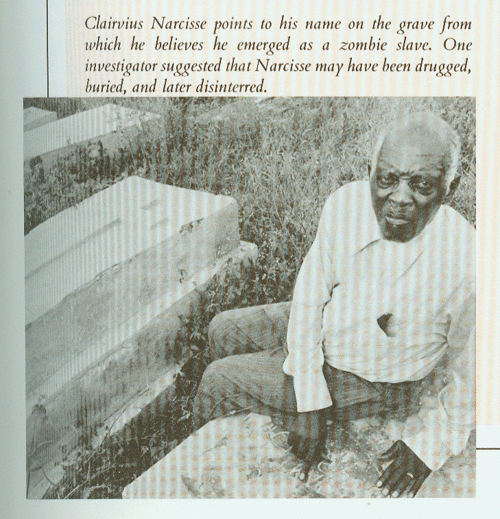 Clairvius Narcisse points to his name on the grave from
which he believes he emerged as a zombie slave. One
investigator suggested that Narcisse may have been drugged,
buried, and later disinterred.